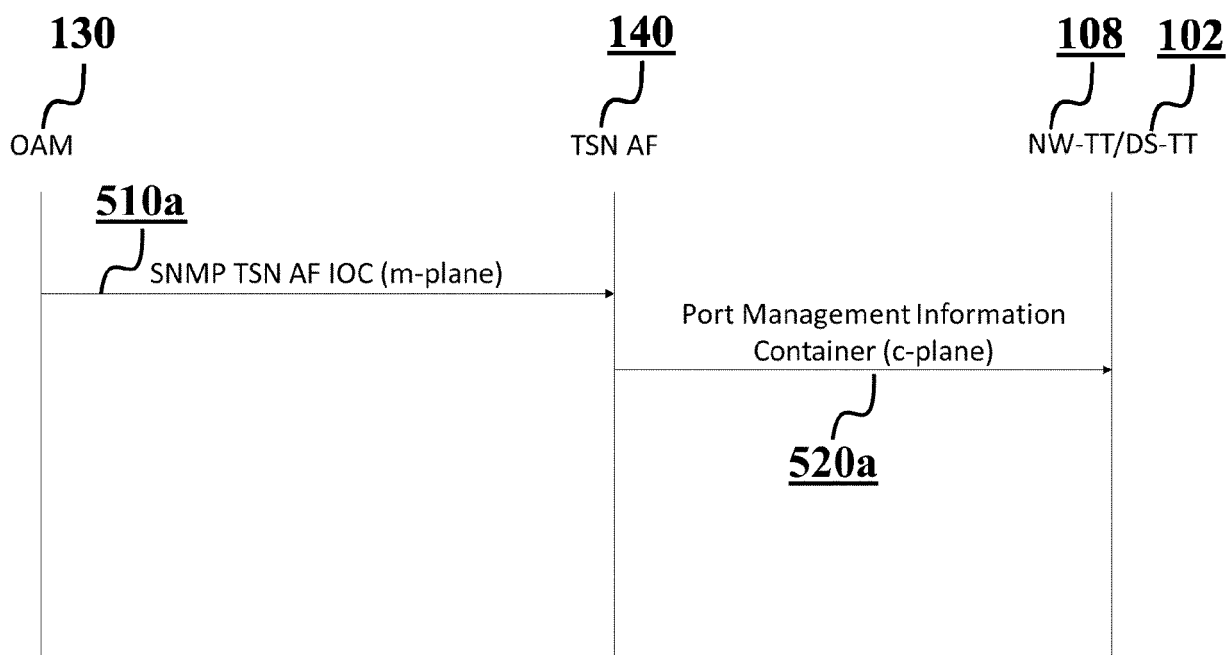 130
140
108 102
OAM
TSN AF
NW-TT/DS-TT
510a
SNMP TSN AF IOC (m-plane)
Port Management Information
Container (c-plane)
520a